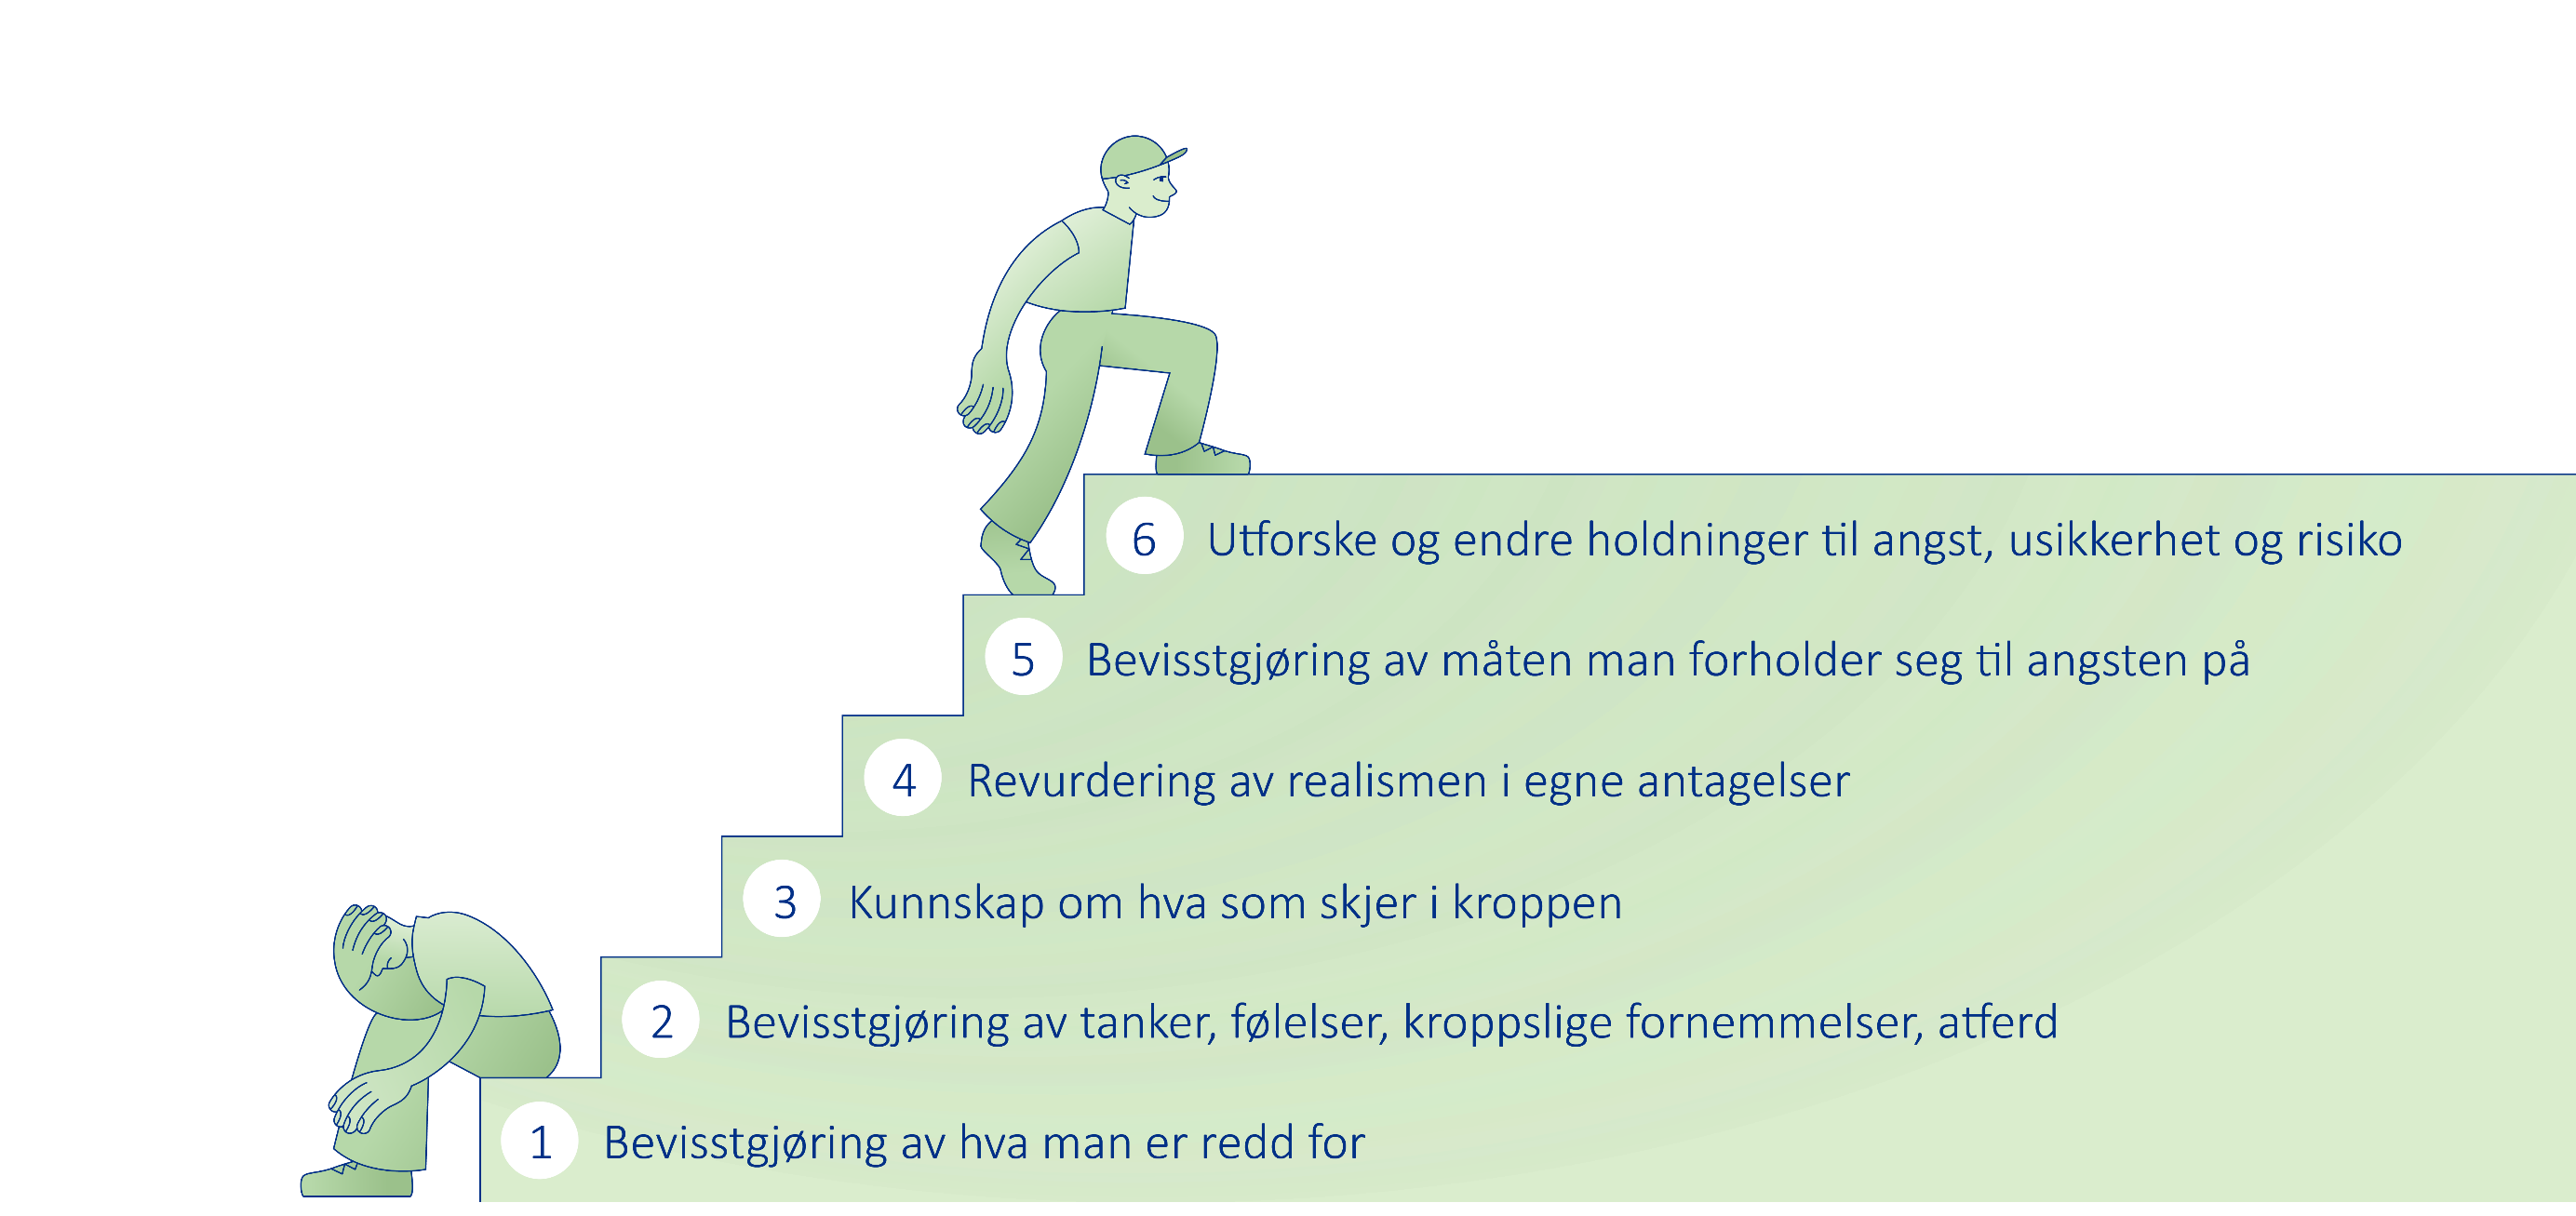 6 Utforske og endre holdninger til angst, usikkerhet og risiko
5 Bevisstgjøring av måten man forholder seg til angsten på
4 Revurdering av realismen i egne antagelser
3 Kunnskap om hva som skjer i kroppen
2 Bevisstgjøring av tanker, følelser, kroppslige fornemmelser, atferd
1 Bevisstgjøring av hva man er redd for